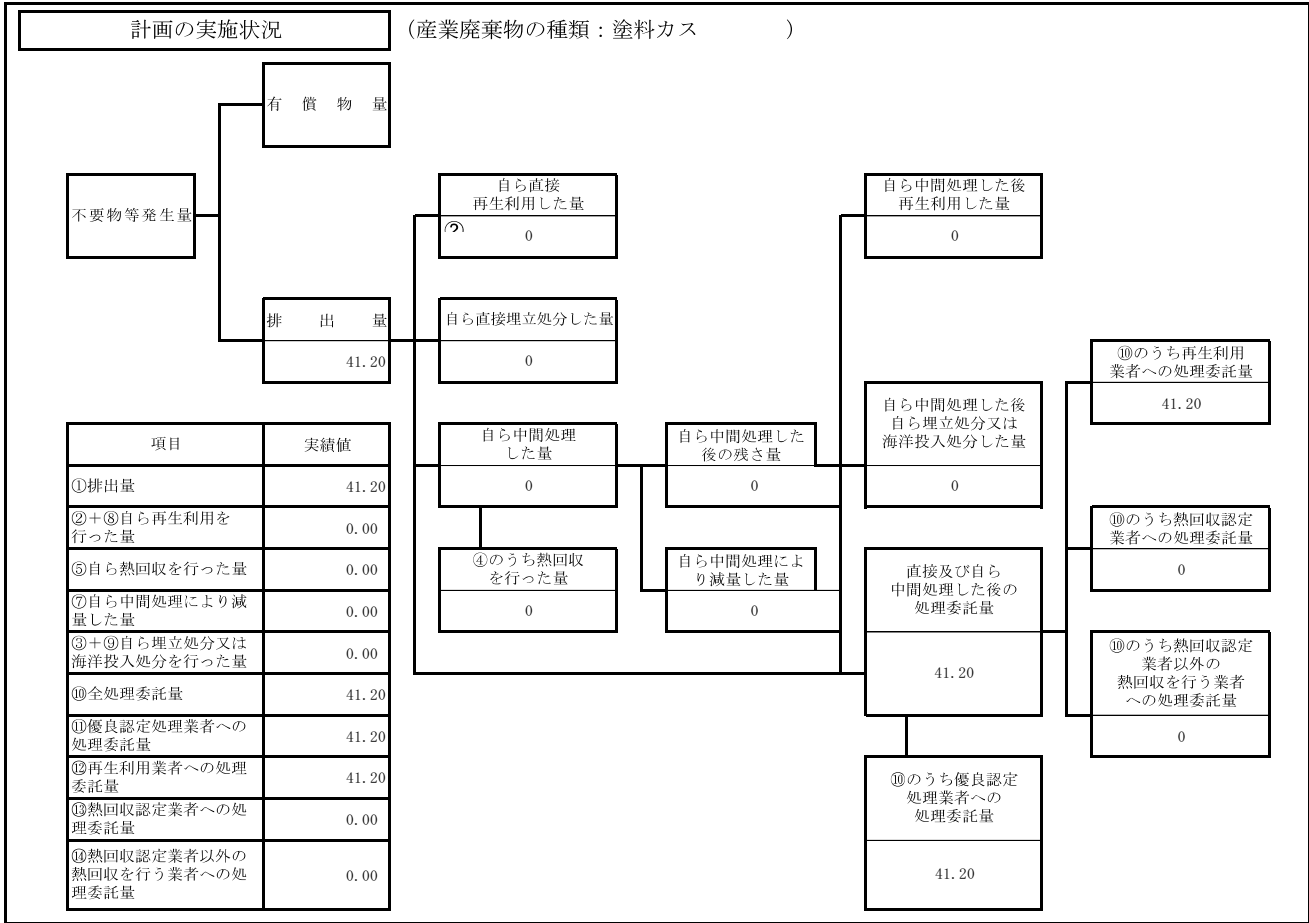 計画の実施状況 (産業廃棄物の種類:塗料カス )
有償物量
不要物等発生量
自ら直接
再生利用した量
② 0
自ら中間処理した後
再生利用した量
0
排出量
41.20
自ら直接埋立処分した量
0
⑩のうち再生利用
業者への処理委託量
41.20
自ら中間処理した後
自ら埋立処分又は
海洋投入処分した量
0
自ら中間処理
した量
0
自ら中間処理した
後の残さ量
0
⑩のうち熱回収認定
業者への処理委託量
0
④のうち熱回収
を行った量
0
自ら中間処理によ
り減量した量
0
直接及び自ら
中間処理した後の
処理委託量
41.20
⑩のうち熱回収認定
業者以外の
熱回収を行う業者
への処理委託量
0
⑩のうち優良認定
処理業者への
処理委託量
41.20
項目 実績値
①排出量 41.20
②+⑧自ら再生利用を
行った量 0.00
⑤自ら熱回収を行った量 0.00
⑦自ら中間処理により減
量した量 0.00
③+⑨自ら埋立処分又は
海洋投入処分を行った量 0.00
⑩全処理委託量 41.20
⑪優良認定処理業者への
処理委託量 41.20
⑫再生利用業者への処理
委託量 41.20
⑬熱回収認定業者への処
理委託量 0.00
⑭熱回収認定業者以外の
熱回収を行う業者への処
理委託量 0.00